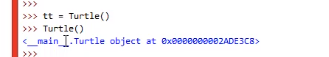 >>>
>>> tt = Turtle()
>>> Turtle()
<__main__.Turtle object at 0x0000000002ADE3C8>
>>>